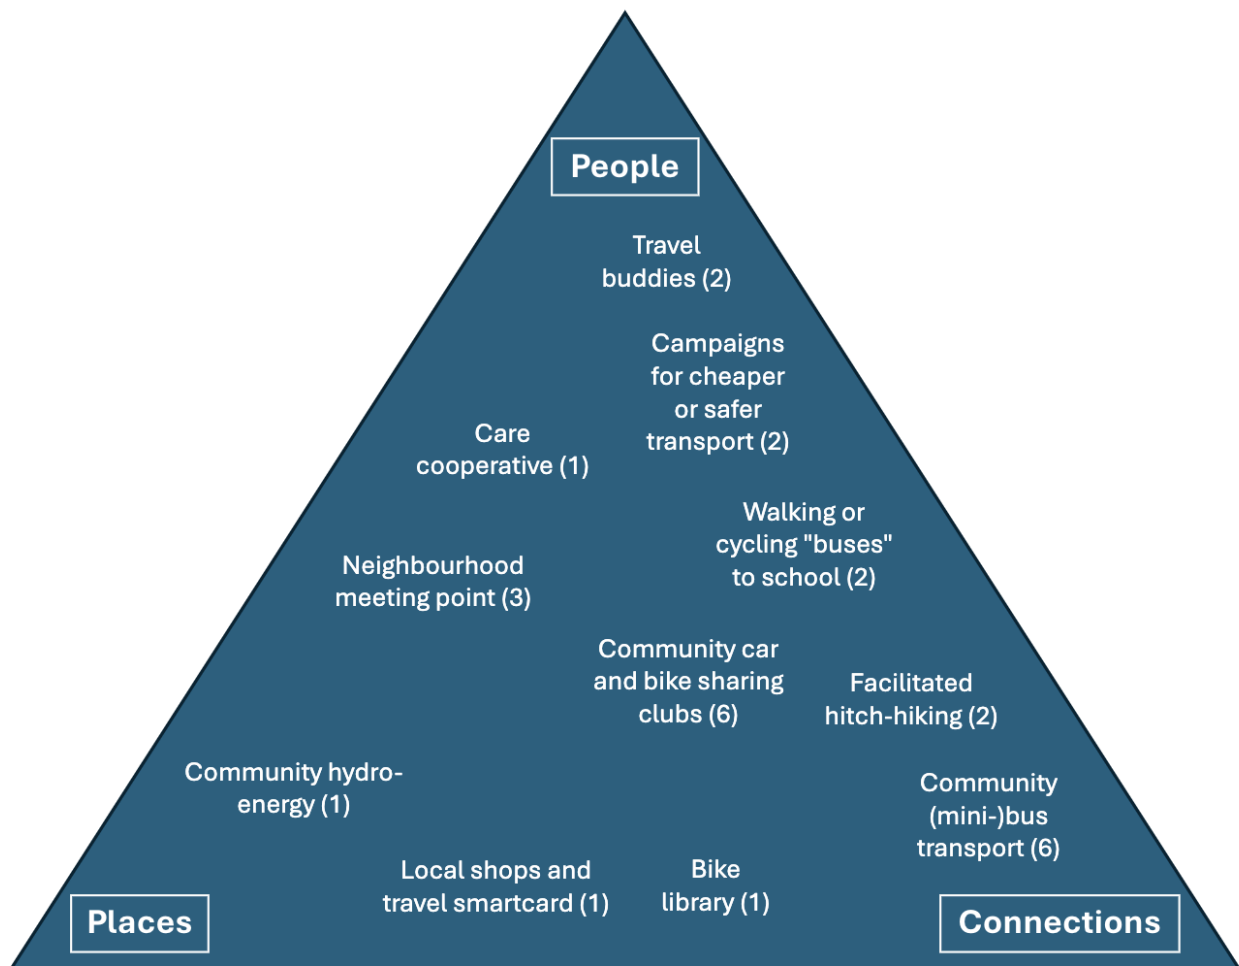 People
Travel
buddies (2)
Campaigns
for cheaper
or safer
transport (2)
Care
cooperative (1)
Walking or
cycling "buses"
to school (2)
Neighbourhood
meeting point (3)
Community car
and bike sharing
clubs (6)
Facilitated
hitch-hiking (2)
Community hydro-
energy (1)
Community
(mini-)bus
transport (6)
Local shops and
travel smartcard (1)
Bike
library (1)
Places
Connections